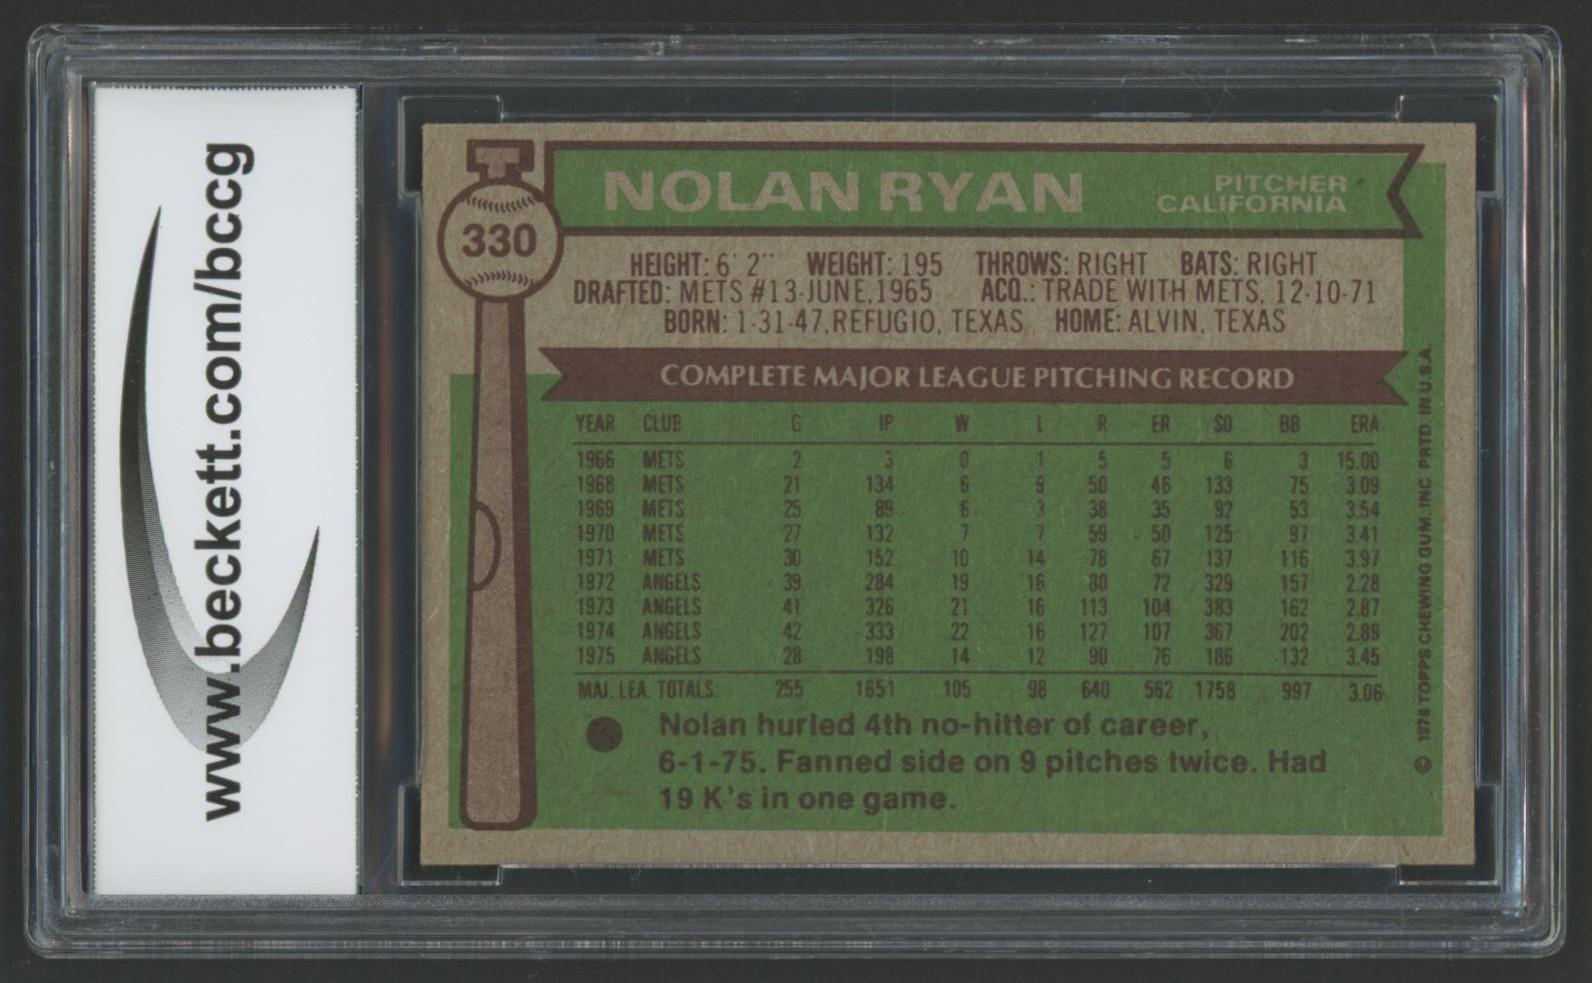 www.beckett.com/bccg
330
NOLAN RYAN
PITCHER
CALIFORNIA
HEIGHT: 6' 2" WEIGHT: 195 THROWS: RIGHT BATS: RIGHT
DRAFTED: METS #13-JUNE, 1965 ACQ.: TRADE WITH METS, 12-10-71
BORN: 1-31-47, REFUGIO, TEXAS HOME: ALVIN, TEXAS
COMPLETE MAJOR LEAGUE PITCHING RECORD
YEAR CLUB G IP W L R ER SO BB ERA
1966 METS 2 3 0 1 5 5 6 3 15.00
1968 METS 21 134 6 9 50 46 133 75 3.09
1969 METS 25 89 6 3 38 35 92 53 3.54
1970 METS 27 132 7 7 59 50 125 97 3.41
1971 METS 30 152 10 14 78 67 137 116 3.97
1972 ANGELS 39 284 19 16 80 72 329 157 2.28
1973 ANGELS 41 326 21 16 113 104 383 162 2.87
1974 ANGELS 42 333 22 16 127 107 367 202 2.89
1975 ANGELS 28 198 14 12 90 76 186 132 3.45
MAJ. LEA. TOTALS: 255 1651 105 98 640 562 1758 997 3.06
Nolan hurled 4th no-hitter of career,
6-1-75. Fanned side on 9 pitches twice. Had
19 K's in one game.
© 1976 TOPPS CHEWING GUM, INC PRTD. IN U.S.A.